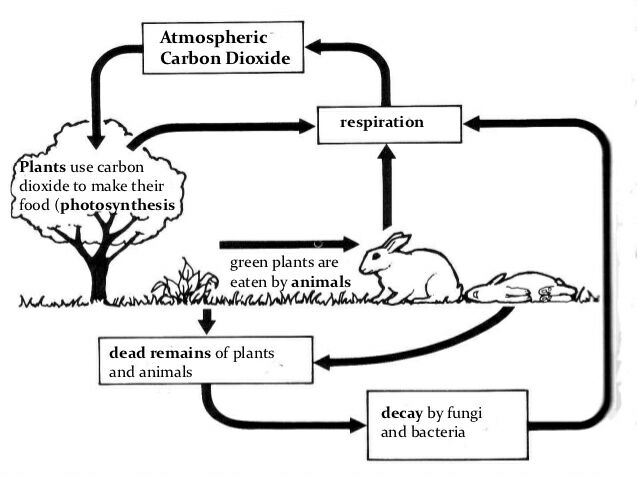 Atmospheric
Carbon Dioxide
respiration
Plants use carbon
dioxide to make their
food (photosynthesis
green plants are
eaten by animals
dead remains of plants
and animals
decay by fungi
and bacteria